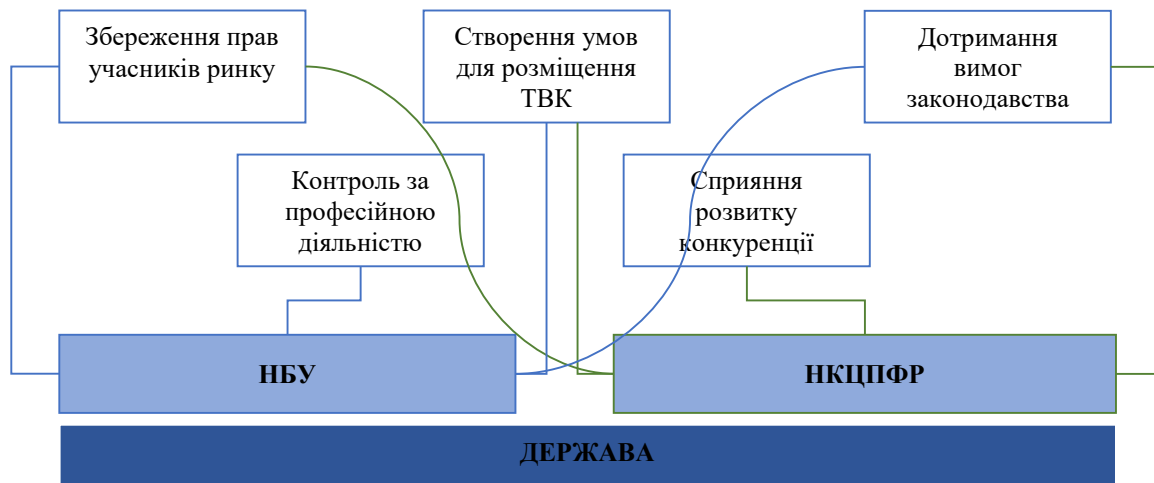 Збереження прав
учасників ринку
Створення умов
для розміщення
ТВК
Дотримання
вимог
законодавства
Контроль за
професійною
діяльністю
Сприяння
розвитку
конкуренції
НБУ
НКЦПФР
ДЕРЖАВА